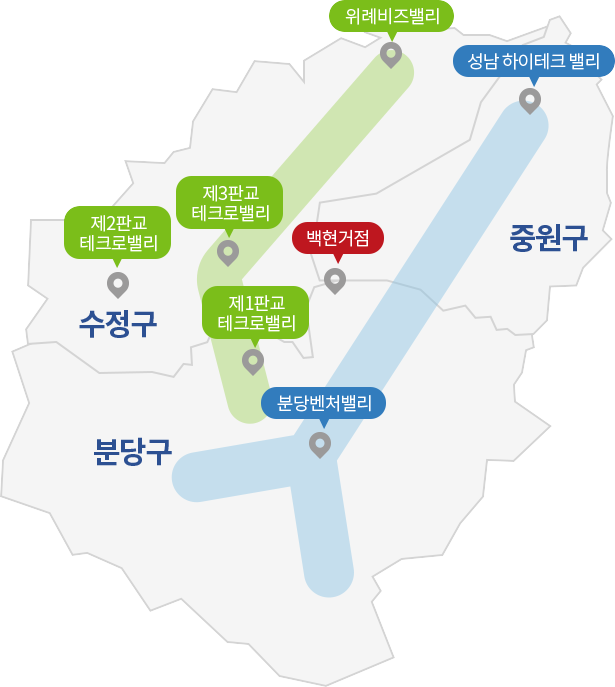 위례비즈밸리
성남 하이테크 밸리
제3판교
테크로밸리
제2판교
테크로밸리
백현거점
중원구
제1판교
테크로밸리
수정구
분당벤처밸리
분당구